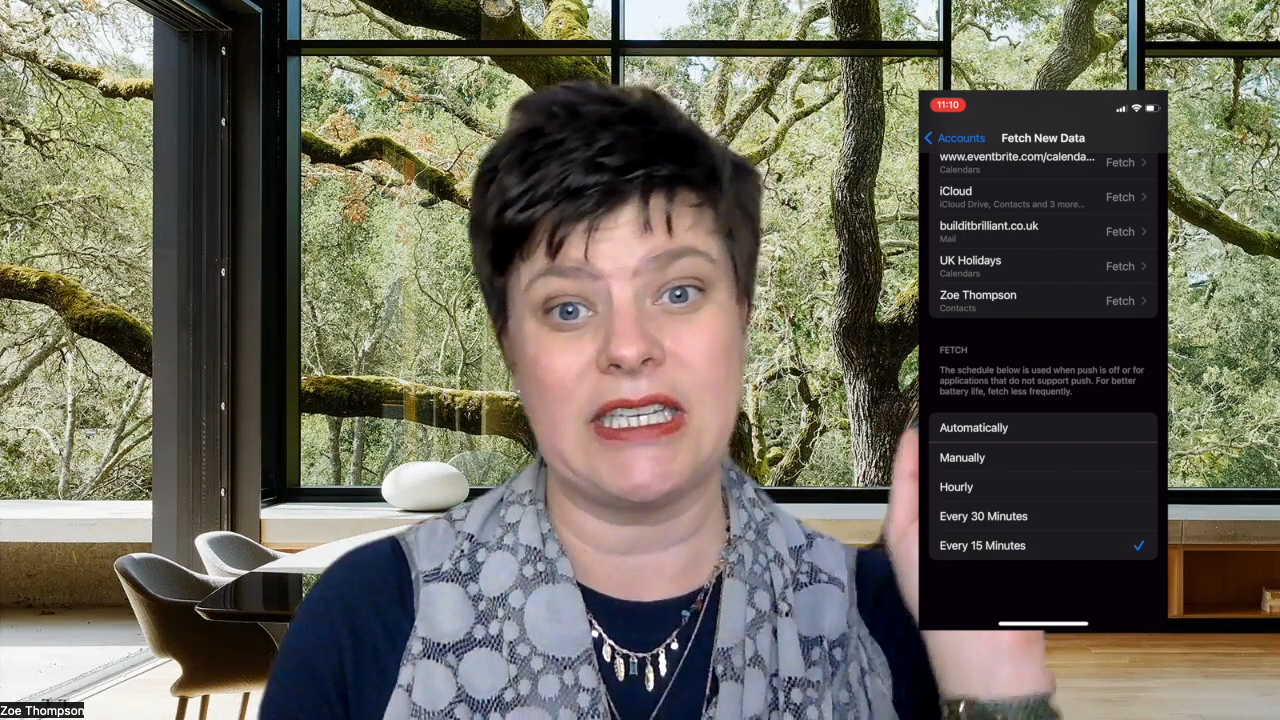 11:10
Accounts
Fetch New Data
www.eventbrite.com/calenda...
Fetch
Calendars
iCloud
Fetch
iCloud Drive, Contacts and 3 more...
builditbrilliant.co.uk
Fetch
Mail
UK Holidays
Fetch
Calendars
Zoe Thompson
Fetch
Contacts
FETCH
The schedule below is used when push is off or for
applications that do not support push. For better
battery life, fetch less frequently.
Automatically
Manually
Hourly
Every 30 Minutes
Every 15 Minutes
Zoe Thompson